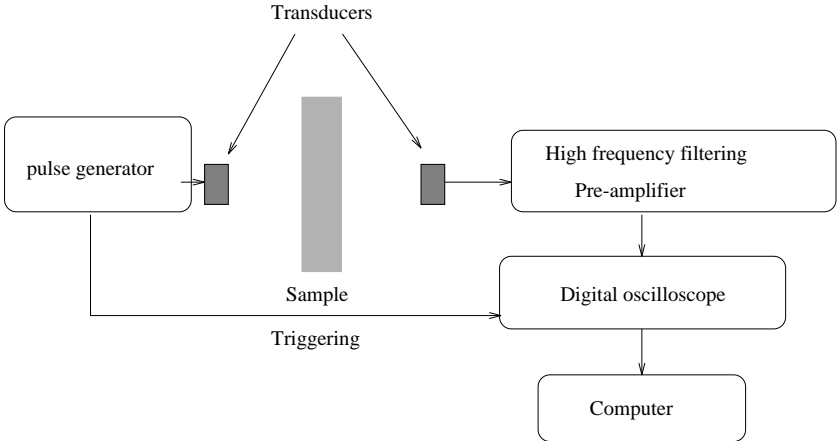 Transducers
pulse generator
High frequency filtering
Pre-amplifier
Sample
Digital oscilloscope
Triggering
Computer